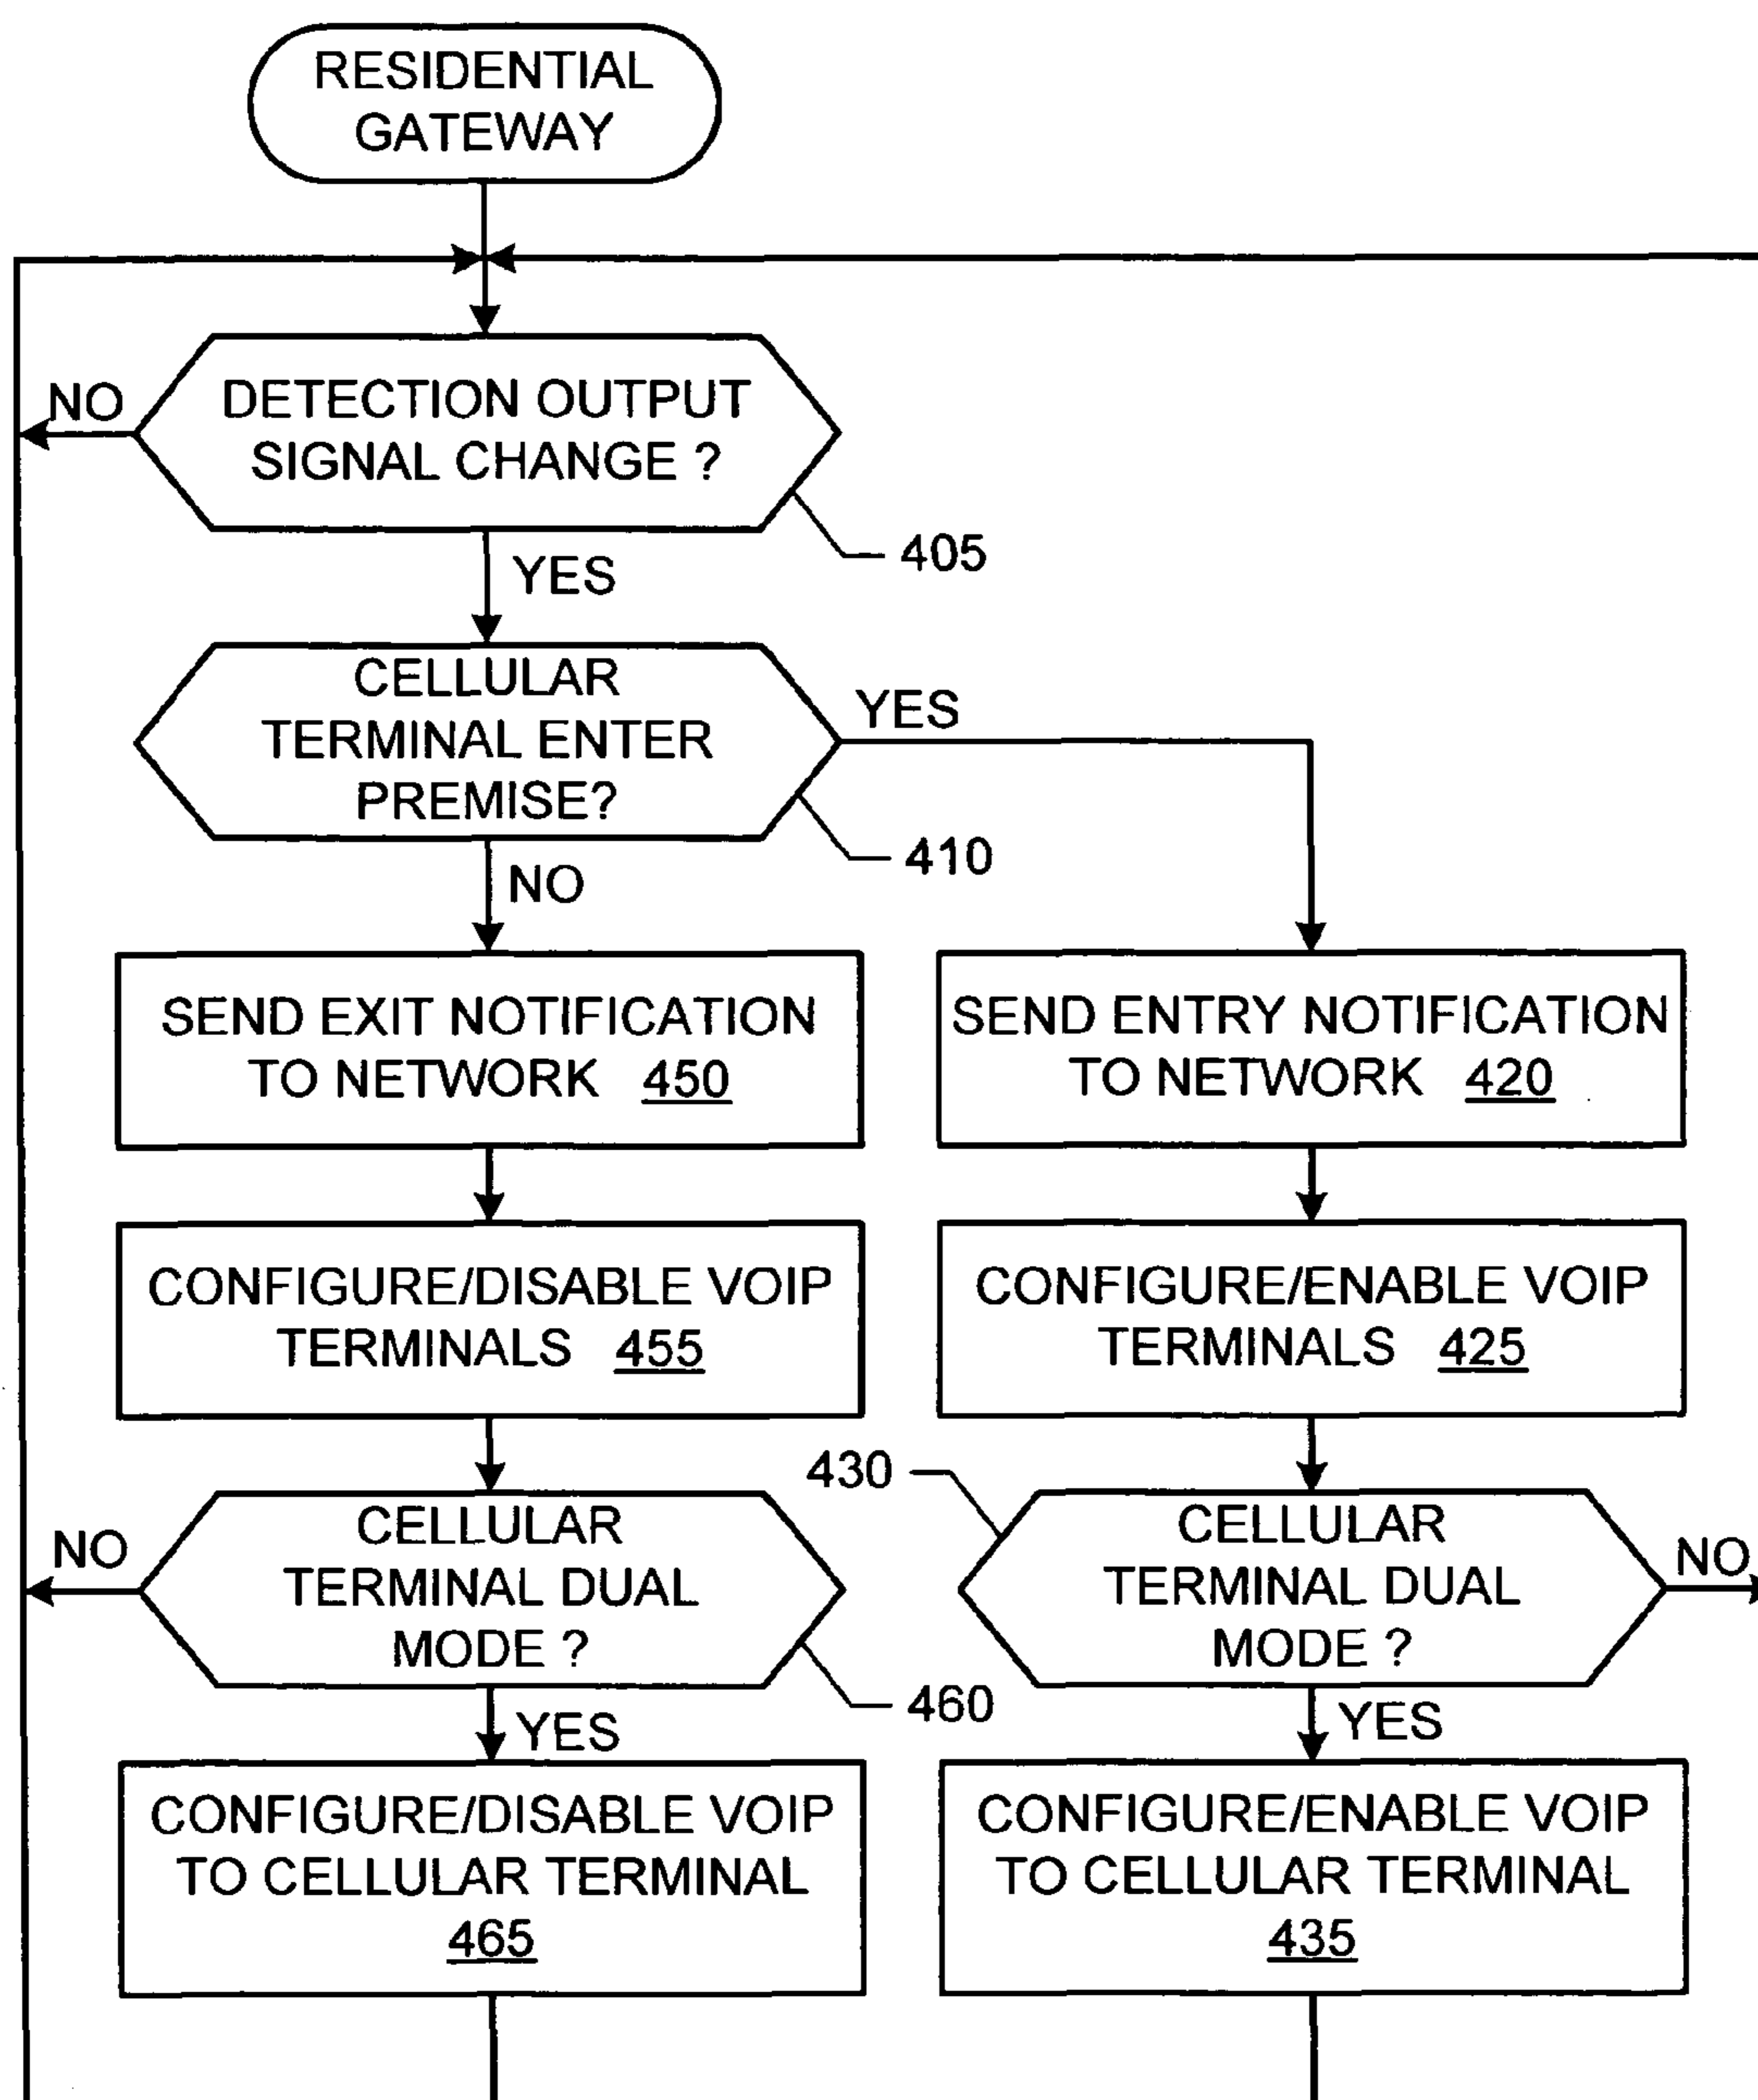 RESIDENTIAL
GATEWAY
NO
DETECTION OUTPUT
SIGNAL CHANGE ?
405
YES
CELLULAR
TERMINAL ENTER
PREMISE?
YES
410
NO
SEND EXIT NOTIFICATION
TO NETWORK 450
SEND ENTRY NOTIFICATION
TO NETWORK 420
CONFIGURE/DISABLE VOIP
TERMINALS 455
CONFIGURE/ENABLE VOIP
TERMINALS 425
430
NO
CELLULAR
TERMINAL DUAL
MODE ?
460
CELLULAR
TERMINAL DUAL
MODE ?
NO
YES
YES
CONFIGURE/DISABLE VOIP
TO CELLULAR TERMINAL
465
CONFIGURE/ENABLE VOIP
TO CELLULAR TERMINAL
435